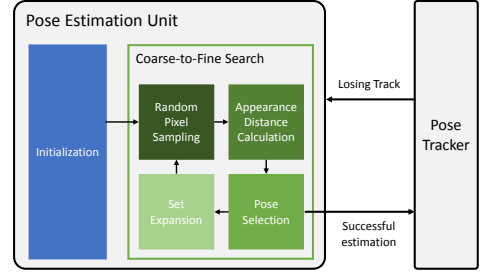 Pose Estimation Unit
Coarse-to-Fine Search
Initialization
Random
Pixel
Sampling
Appearance
Distance
Calculation
Set
Expansion
Pose
Selection
Losing Track
Successful
estimation
Pose
Tracker